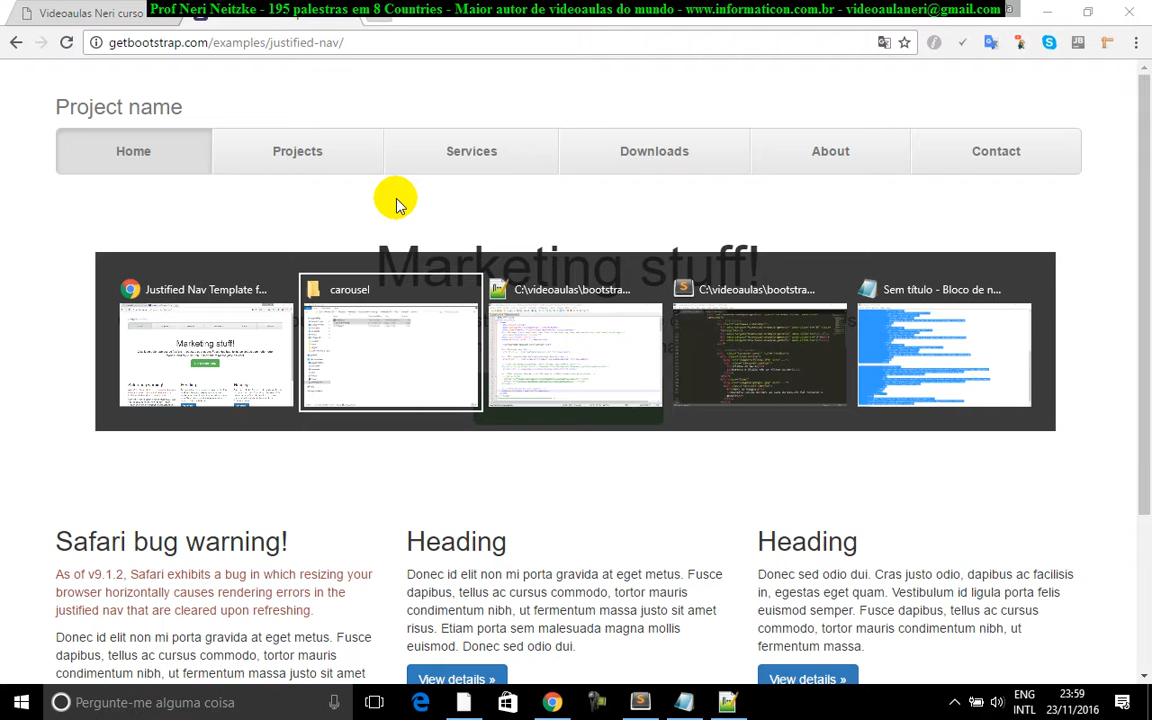 Videoaulas Neri curso
Prof Neri Neitzke - 195 palestras em 8 Countries - Maior autor de videoaulas do mundo - www.informaticon.com.br - videoaulaneri@gmail.com
getbootstrap.com/examples/justified-nav/
Project name
Home Projects Services Downloads About Contact
Marketing stuff!
Justified Nav Template f...
carousel
C:\videoaulas\bootstra...
C:\videoaulas\bootstra...
Sem título - Bloco de n...
Marketing stuff!
Safari bug warning!
As of v9.1.2, Safari exhibits a bug in which resizing your
browser horizontally causes rendering errors in the
justified nav that are cleared upon refreshing.
Donec id elit non mi porta gravida at eget metus. Fusce
dapibus, tellus ac cursus commodo, tortor mauris
condimentum nibh, ut fermentum massa justo sit amet
Heading
Donec id elit non mi porta gravida at eget metus. Fusce
dapibus, tellus ac cursus commodo, tortor mauris
condimentum nibh, ut fermentum massa justo sit amet
risus. Etiam porta sem malesuada magna mollis
euismod. Donec sed odio dui.
View details »
Heading
Donec sed odio dui. Cras justo odio, dapibus ac facilisis
in, egestas eget quam. Vestibulum id ligula porta felis
euismod semper. Fusce dapibus, tellus ac cursus
commodo, tortor mauris condimentum nibh, ut
fermentum massa.
View details »
Pergunte-me alguma coisa
ENG
INTL
23:59
23/11/2016